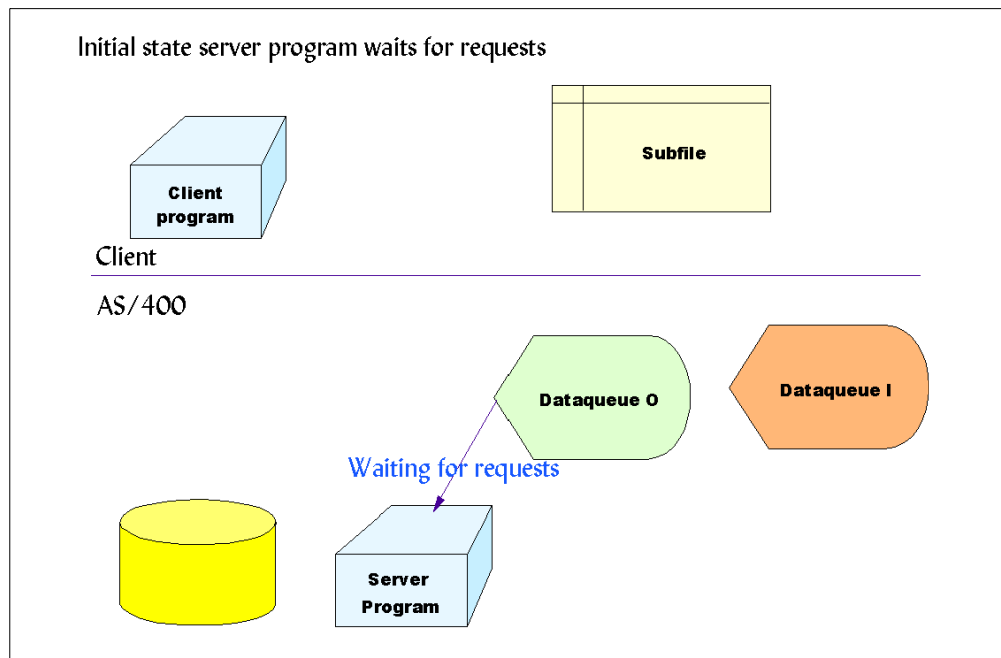 Initial state server program waits for requests
Subfile
Client
program
Client
AS/400
Dataqueue O
Dataqueue I
Waiting for requests
Server
Program